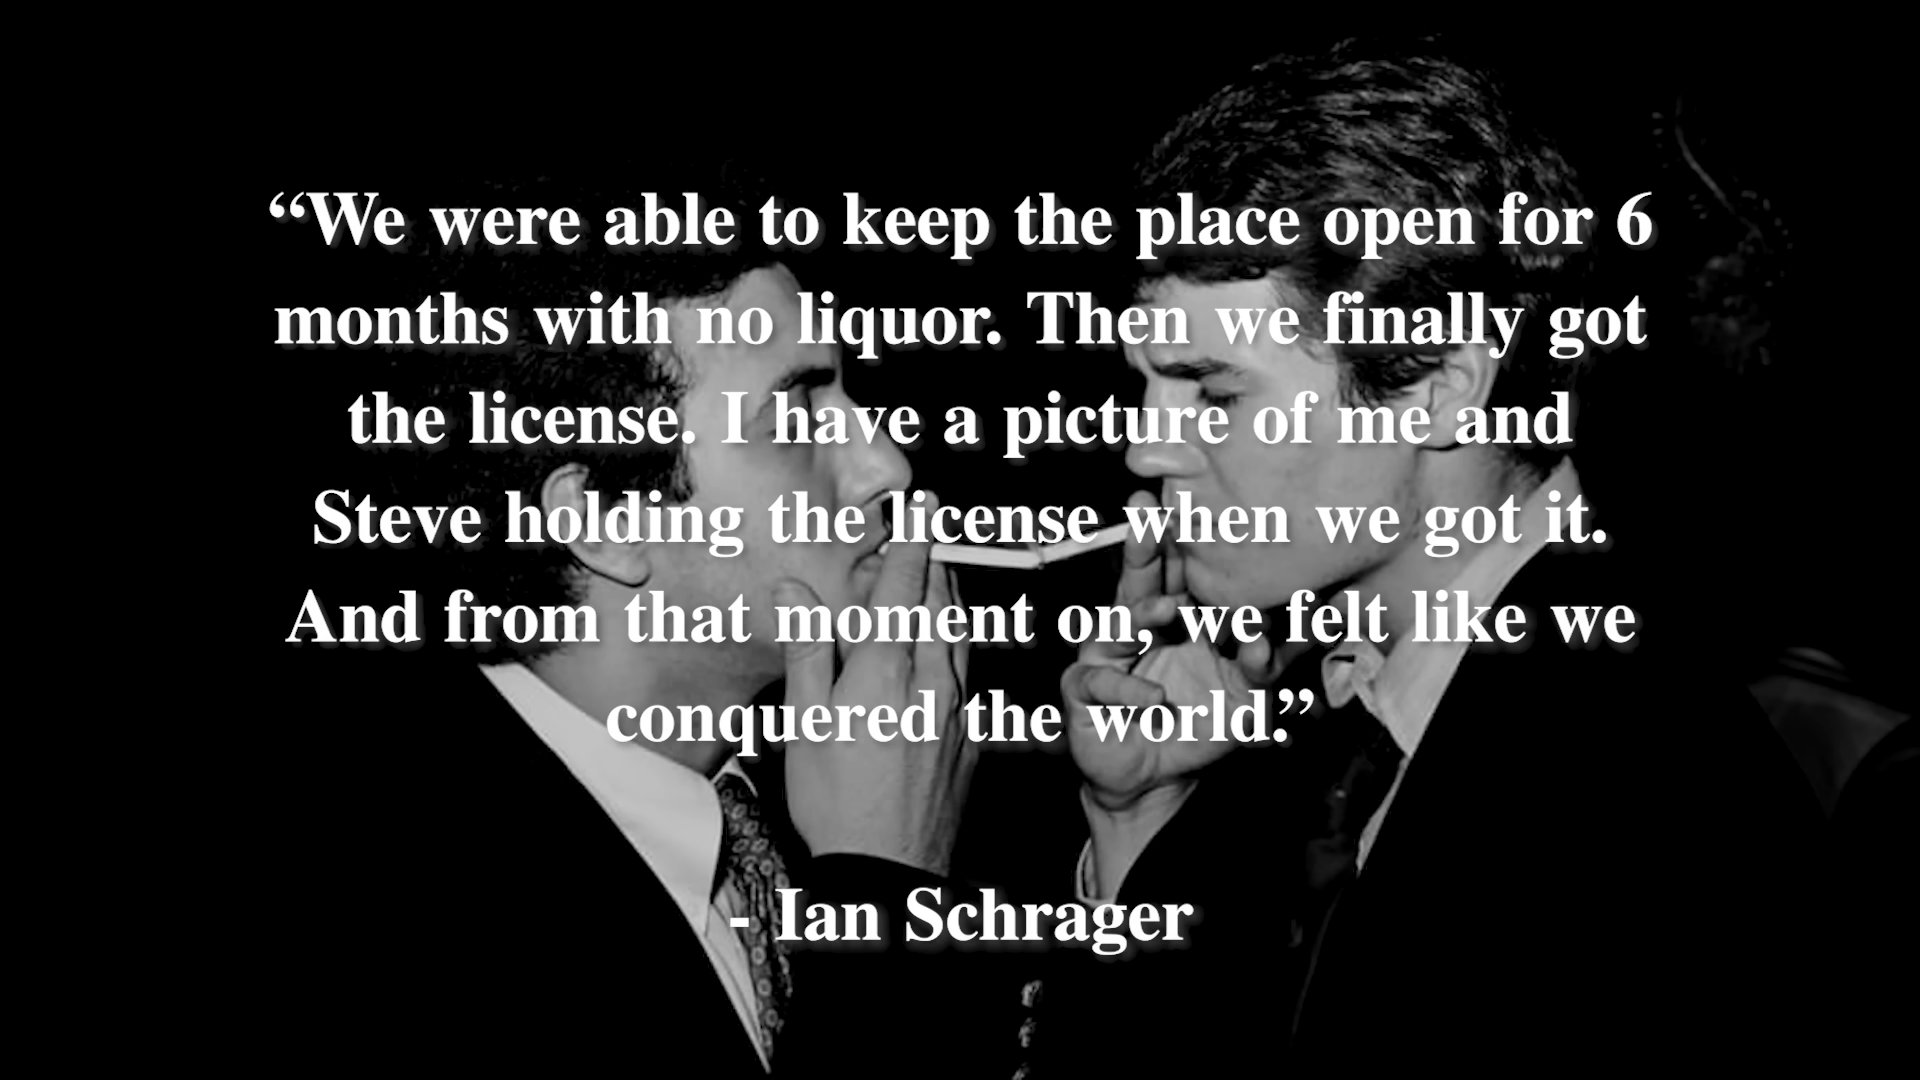 “We were able to keep the place open for 6
months with no liquor. Then we finally got
the license. I have a picture of me and
Steve holding the license when we got it.
And from that moment on, we felt like we
conquered the world.”
- Ian Schrager